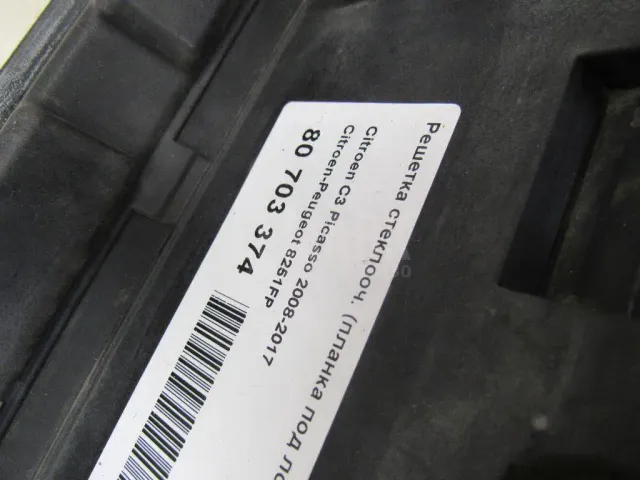 Решетка стеклооч. (планка под ло
Citroen C3 Picasso 2008-2017
Citroen-Peugeot 8251FP
80 703 374